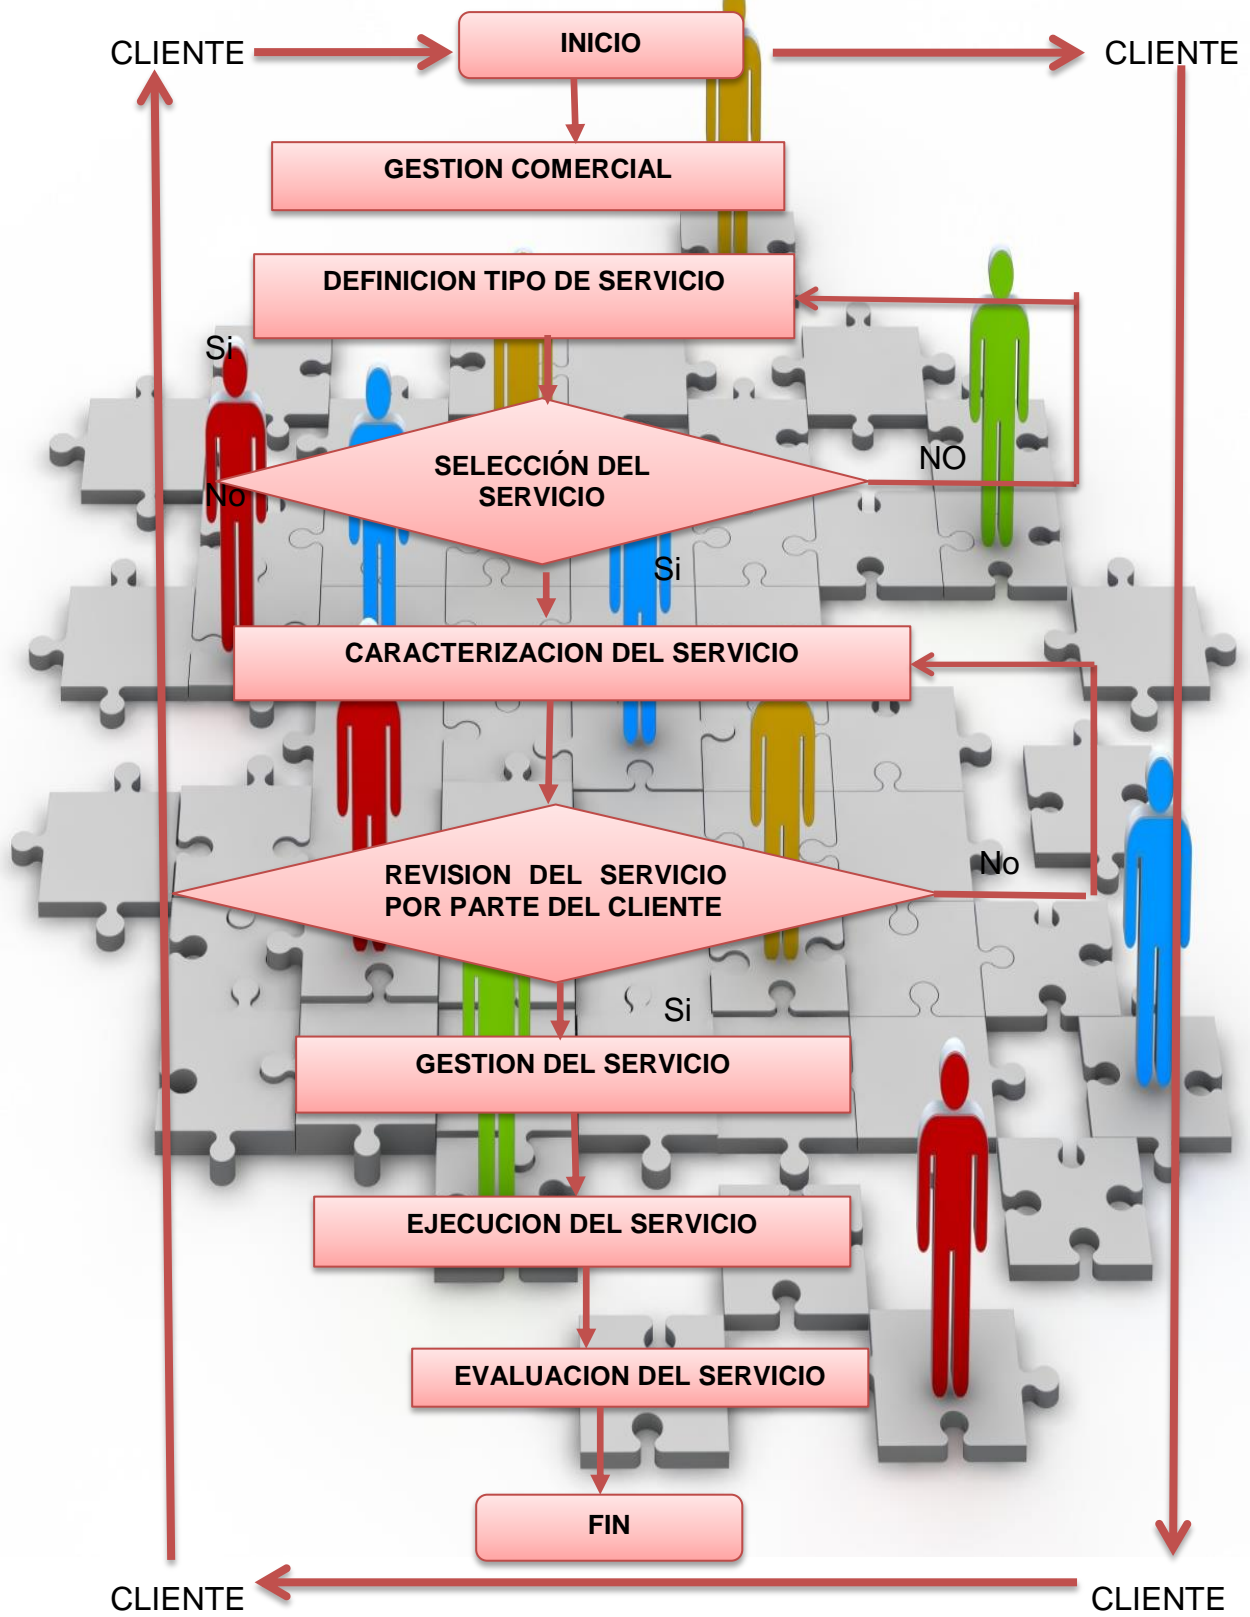 CLIENTE
INICIO
CLIENTE
GESTION COMERCIAL
DEFINICION TIPO DE SERVICIO
Si
SELECCIÓN DEL
SERVICIO
NO
No
Si
CARACTERIZACION DEL SERVICIO
REVISION DEL SERVICIO
POR PARTE DEL CLIENTE
No
Si
GESTION DEL SERVICIO
EJECUCION DEL SERVICIO
EVALUACION DEL SERVICIO
FIN
CLIENTE
CLIENTE